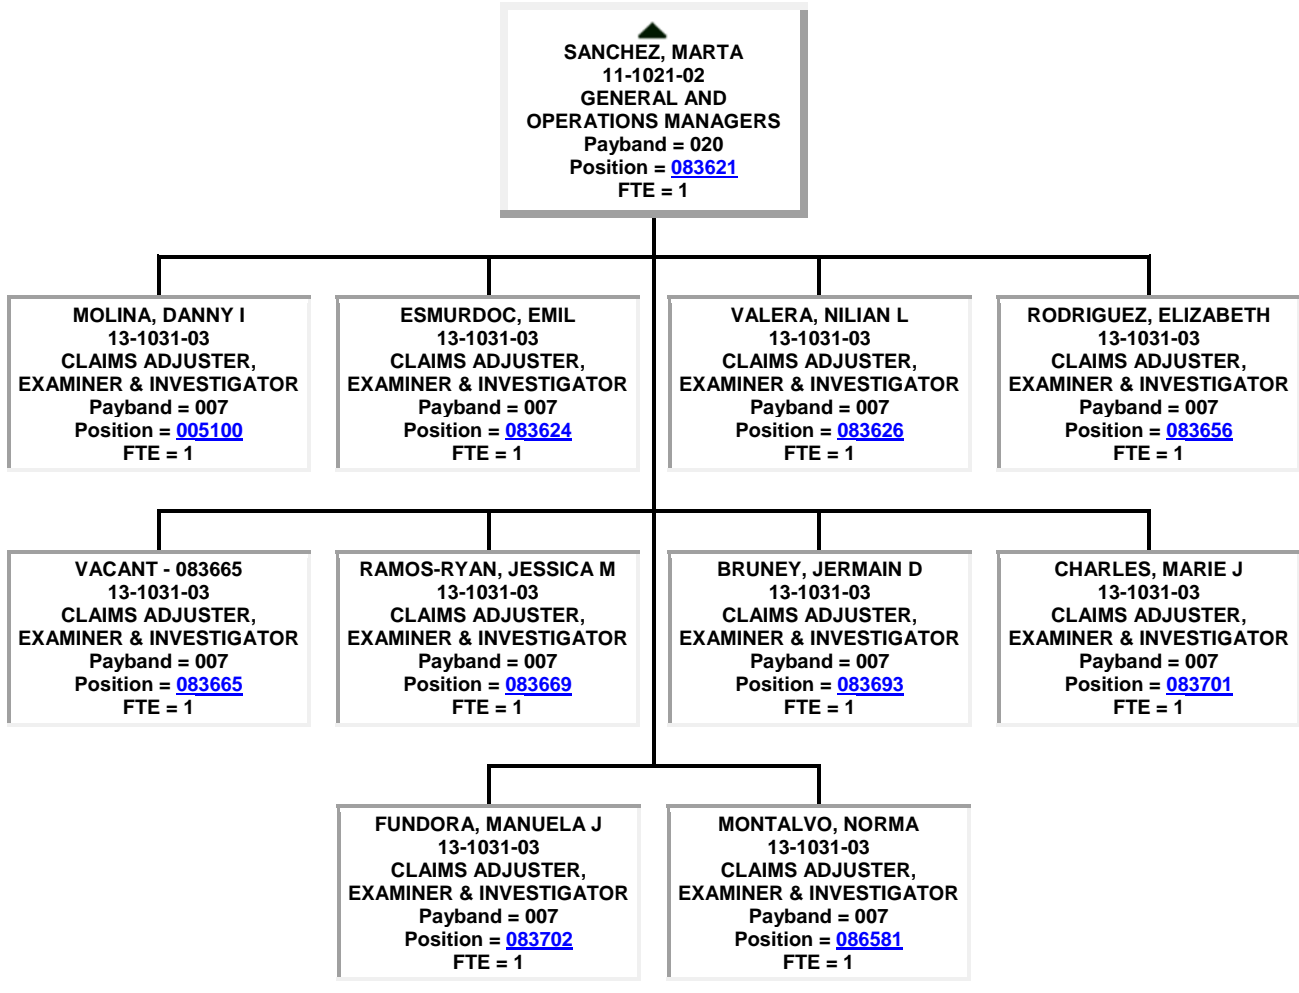 SANCHEZ, MARTA
11-1021-02
GENERAL AND
OPERATIONS MANAGERS
Payband = 020
Position = 083621
FTE = 1
MOLINA, DANNY I
13-1031-03
CLAIMS ADJUSTER,
EXAMINER & INVESTIGATOR
Payband = 007
Position = 005100
FTE = 1
ESMURDOC, EMIL
13-1031-03
CLAIMS ADJUSTER,
EXAMINER & INVESTIGATOR
Payband = 007
Position = 083624
FTE = 1
VALERA, NILIAN L
13-1031-03
CLAIMS ADJUSTER,
EXAMINER & INVESTIGATOR
Payband = 007
Position = 083626
FTE = 1
RODRIGUEZ, ELIZABETH
13-1031-03
CLAIMS ADJUSTER,
EXAMINER & INVESTIGATOR
Payband = 007
Position = 083656
FTE = 1
VACANT - 083665
13-1031-03
CLAIMS ADJUSTER,
EXAMINER & INVESTIGATOR
Payband = 007
Position = 083665
FTE = 1
RAMOS-RYAN, JESSICA M
13-1031-03
CLAIMS ADJUSTER,
EXAMINER & INVESTIGATOR
Payband = 007
Position = 083669
FTE = 1
BRUNEY, JERMAIN D
13-1031-03
CLAIMS ADJUSTER,
EXAMINER & INVESTIGATOR
Payband = 007
Position = 083693
FTE = 1
CHARLES, MARIE J
13-1031-03
CLAIMS ADJUSTER,
EXAMINER & INVESTIGATOR
Payband = 007
Position = 083701
FTE = 1
FUNDORA, MANUELA J
13-1031-03
CLAIMS ADJUSTER,
EXAMINER & INVESTIGATOR
Payband = 007
Position = 083702
FTE = 1
MONTALVO, NORMA
13-1031-03
CLAIMS ADJUSTER,
EXAMINER & INVESTIGATOR
Payband = 007
Position = 086581
FTE = 1